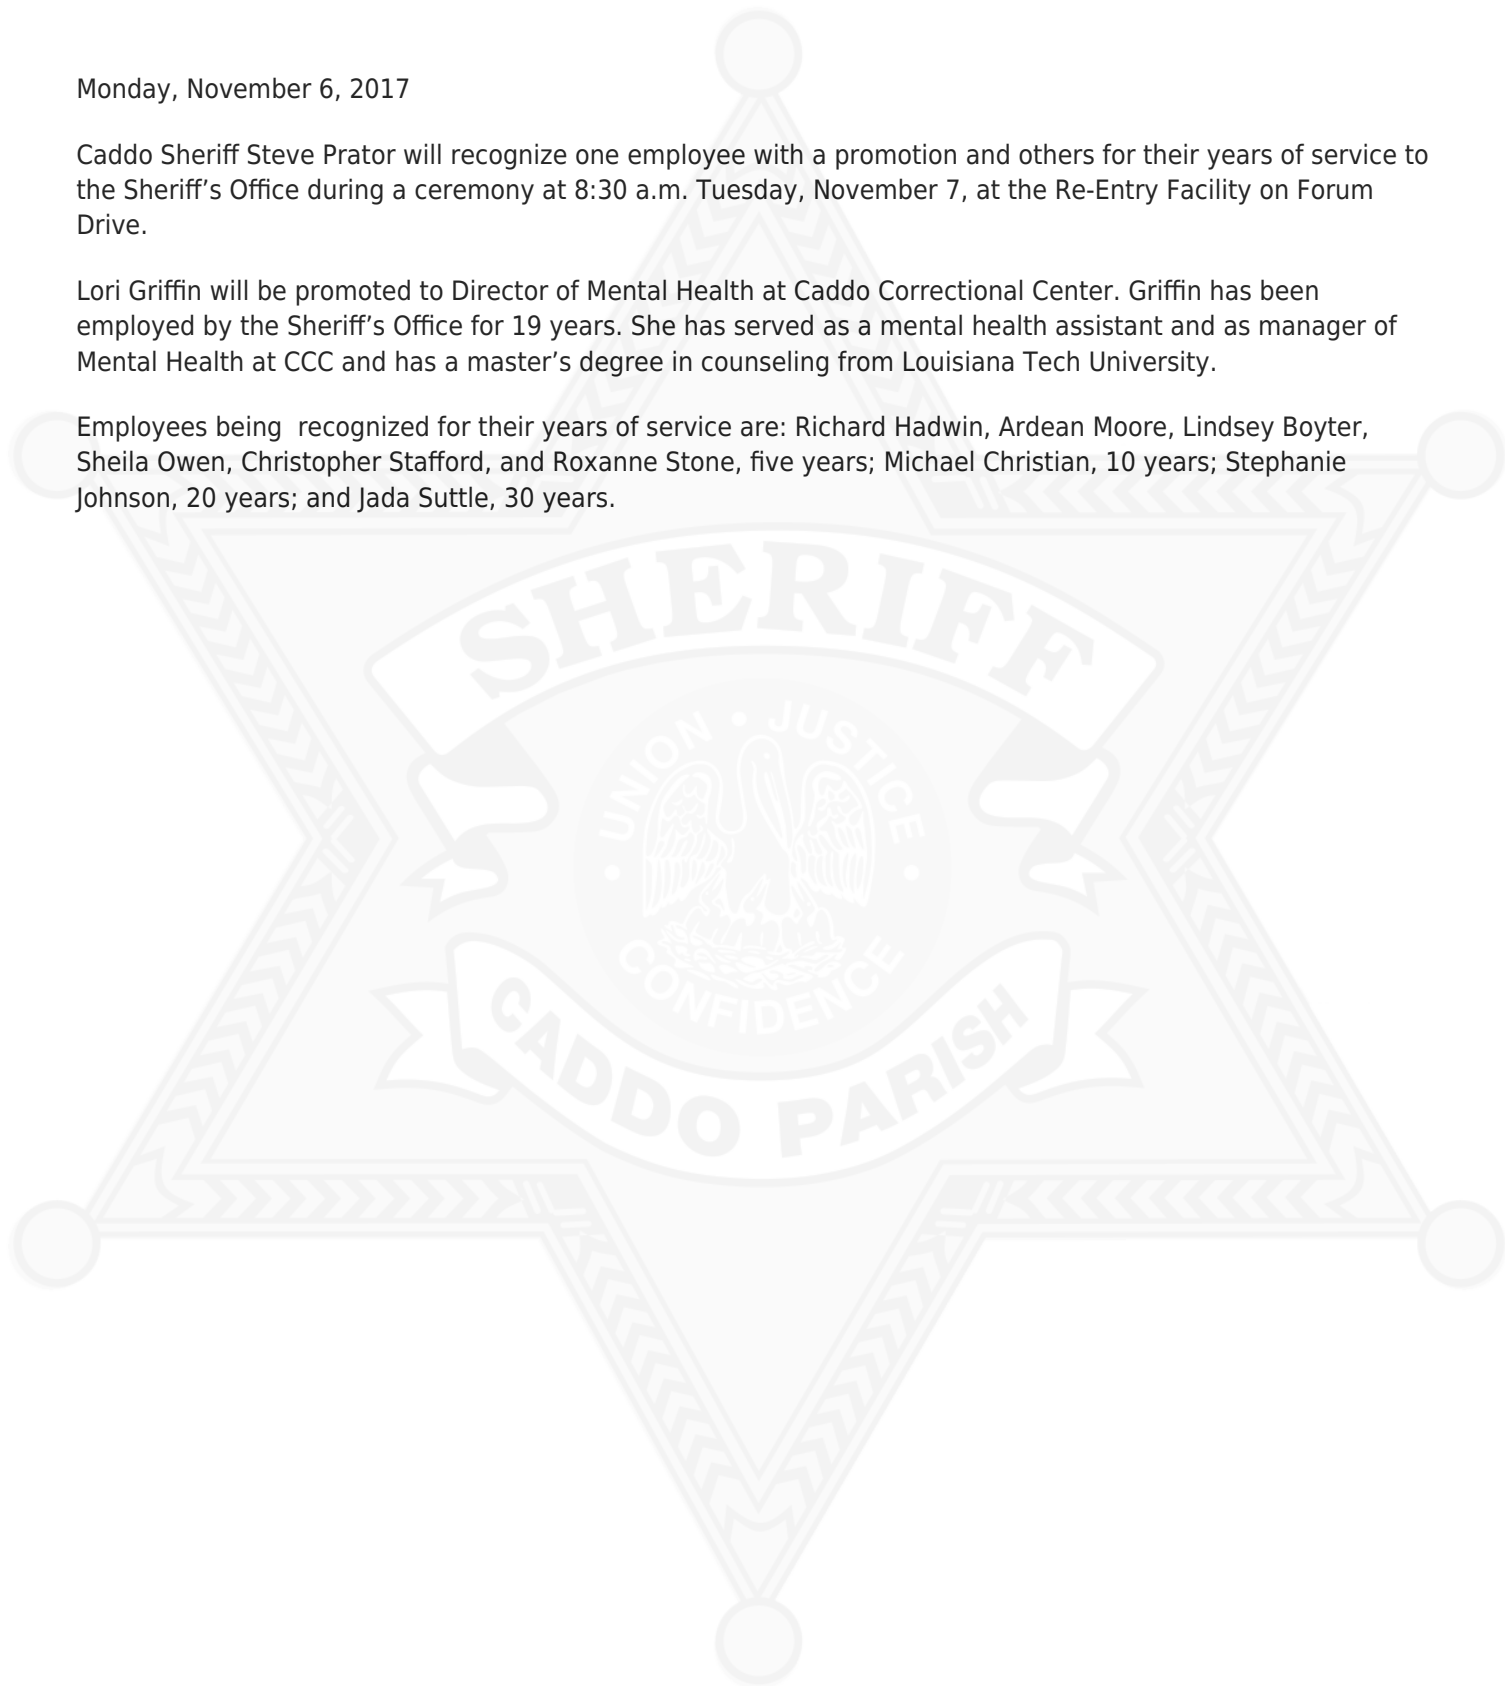 Monday, November 6, 2017
Caddo Sheriff Steve Prator will recognize one employee with a promotion and others for their years of service to
the Sheriff’s Office during a ceremony at 8:30 a.m. Tuesday, November 7, at the Re-Entry Facility on Forum
Drive.
Lori Griffin will be promoted to Director of Mental Health at Caddo Correctional Center. Griffin has been
employed by the Sheriff’s Office for 19 years. She has served as a mental health assistant and as manager of
Mental Health at CCC and has a master’s degree in counseling from Louisiana Tech University.
Employees being  recognized for their years of service are: Richard Hadwin, Ardean Moore, Lindsey Boyter,
Sheila Owen, Christopher Stafford, and Roxanne Stone, five years; Michael Christian, 10 years; Stephanie
Johnson, 20 years; and Jada Suttle, 30 years.
SHERIFF
UNION • JUSTICE
• CONFIDENCE •
CADDO PARISH